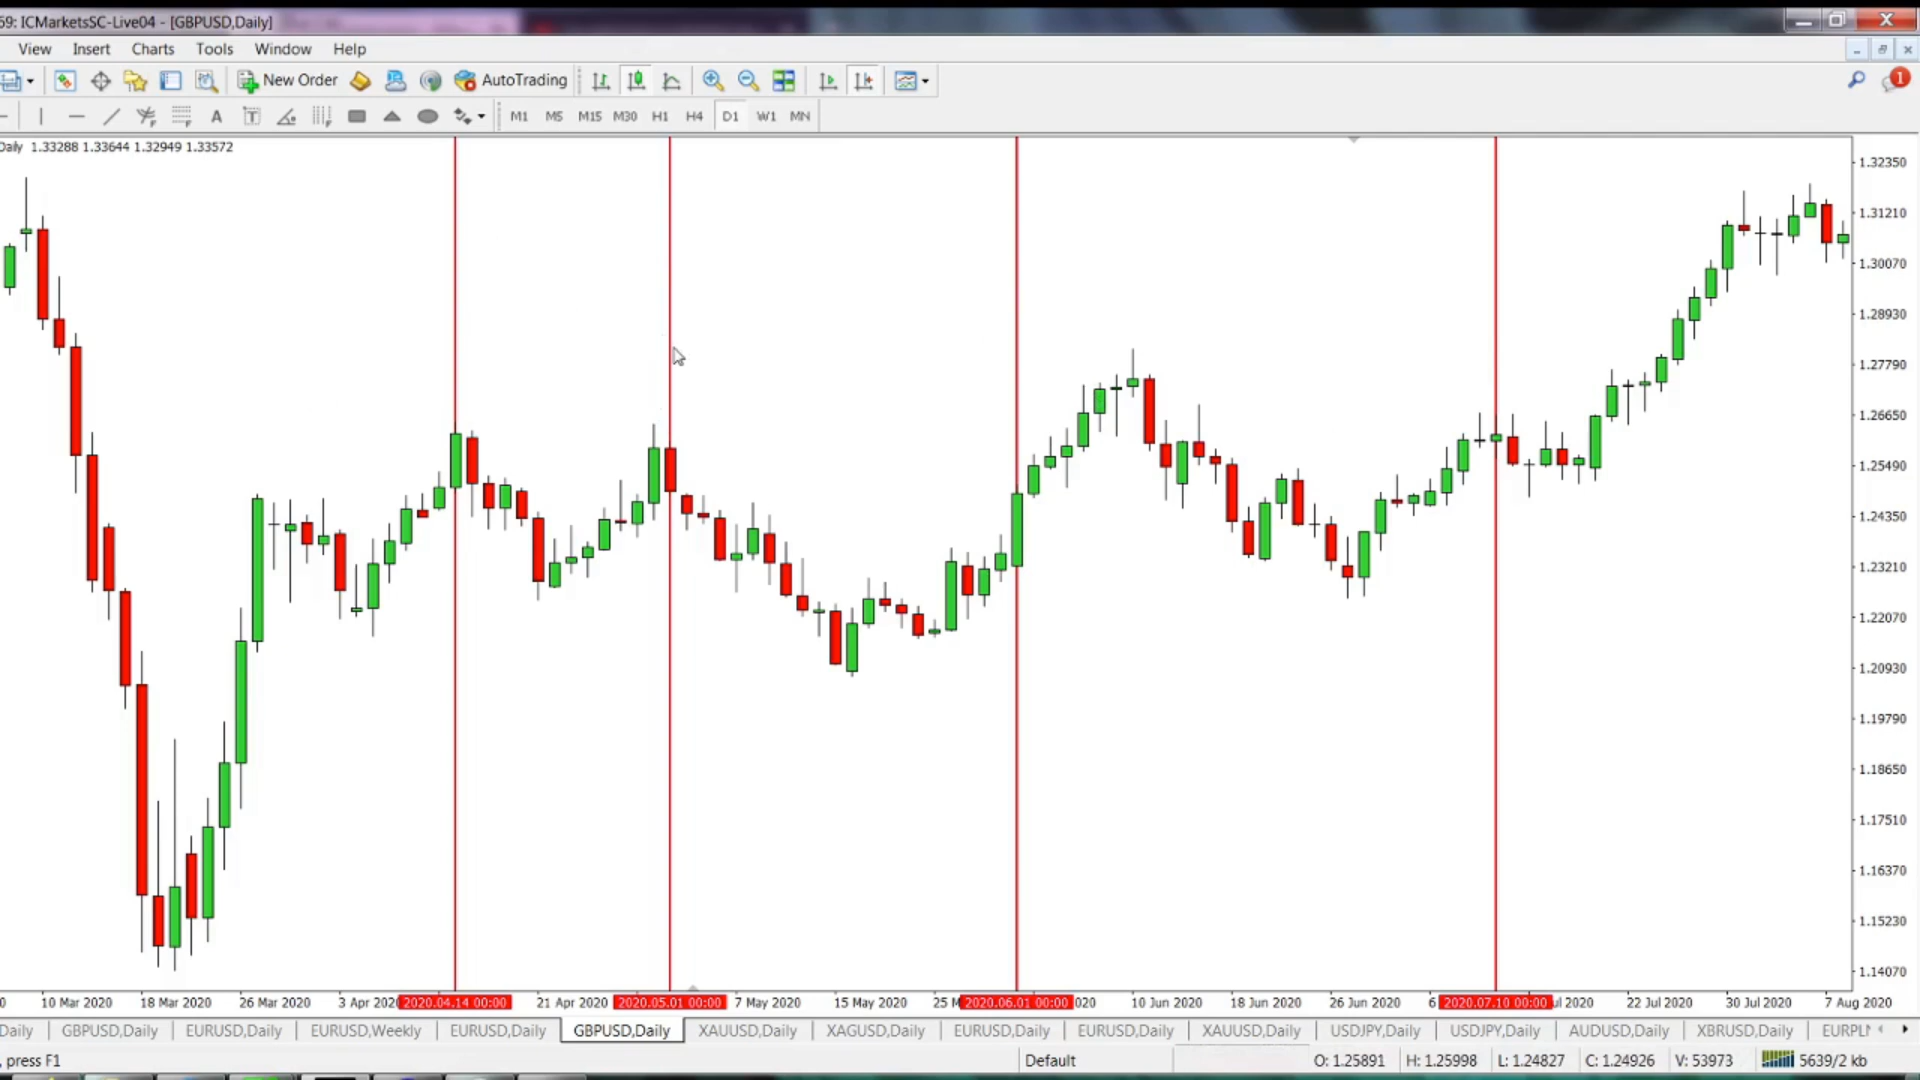 59: ICMarketsSC-Live04 - [GBPUSD,Daily]
View Insert Charts Tools Window Help
New Order AutoTrading 1
A T M1 M5 M15 M30 H1 H4 D1 W1 MN
Daily 1.33288 1.33644 1.32949 1.33572
1.32350
1.31210
1.30070
1.28930
1.27790
1.26650
1.25490
1.24350
1.23210
1.22070
1.20930
1.19790
1.18650
1.17510
1.16370
1.15230
1.14070
0 10 Mar 2020 18 Mar 2020 26 Mar 2020 3 Apr 2020 2020.04.14 00:00 21 Apr 2020 2020.05.01 00:00 7 May 2020 15 May 2020 25 M 2020.06.01 00:00 020 10 Jun 2020 18 Jun 2020 26 Jun 2020 6 2020.07.10 00:00 ul 2020 22 Jul 2020 30 Jul 2020 7 Aug 2020
Daily GBPUSD,Daily EURUSD,Daily EURUSD,Weekly EURUSD,Daily GBPUSD,Daily XAUUSD,Daily XAGUSD,Daily EURUSD,Daily EURUSD,Daily XAUUSD,Daily USDJPY,Daily USDJPY,Daily AUDUSD,Daily XBRUSD,Daily EURPLN
, press F1 Default O: 1.25891 H: 1.25998 L: 1.24827 C: 1.24926 V: 53973 5639/2 kb